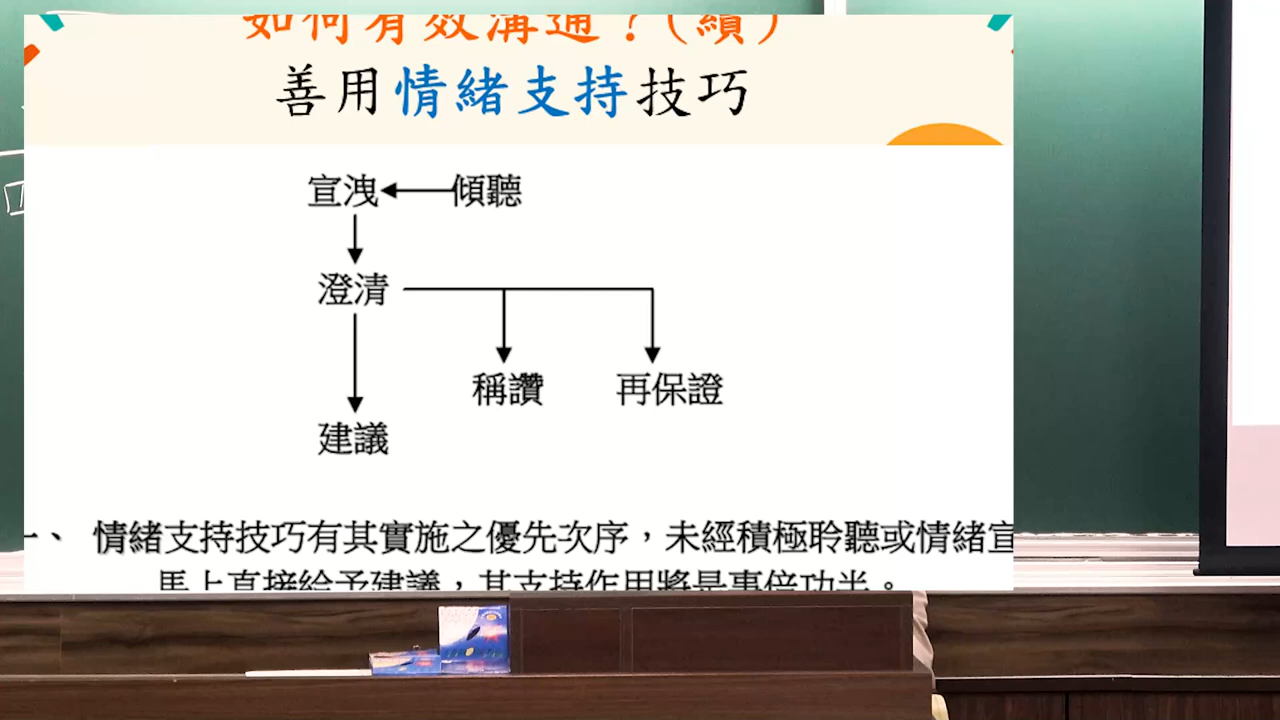 如何有效溝通？(續)
善用情緒支持技巧
宣洩 傾聽
澄清
稱讚 再保證
建議
一、 情緒支持技巧有其實施之優先次序，未經積極聆聽或情緒宣
馬上直接給予建議，其支持作用將是事倍功半。